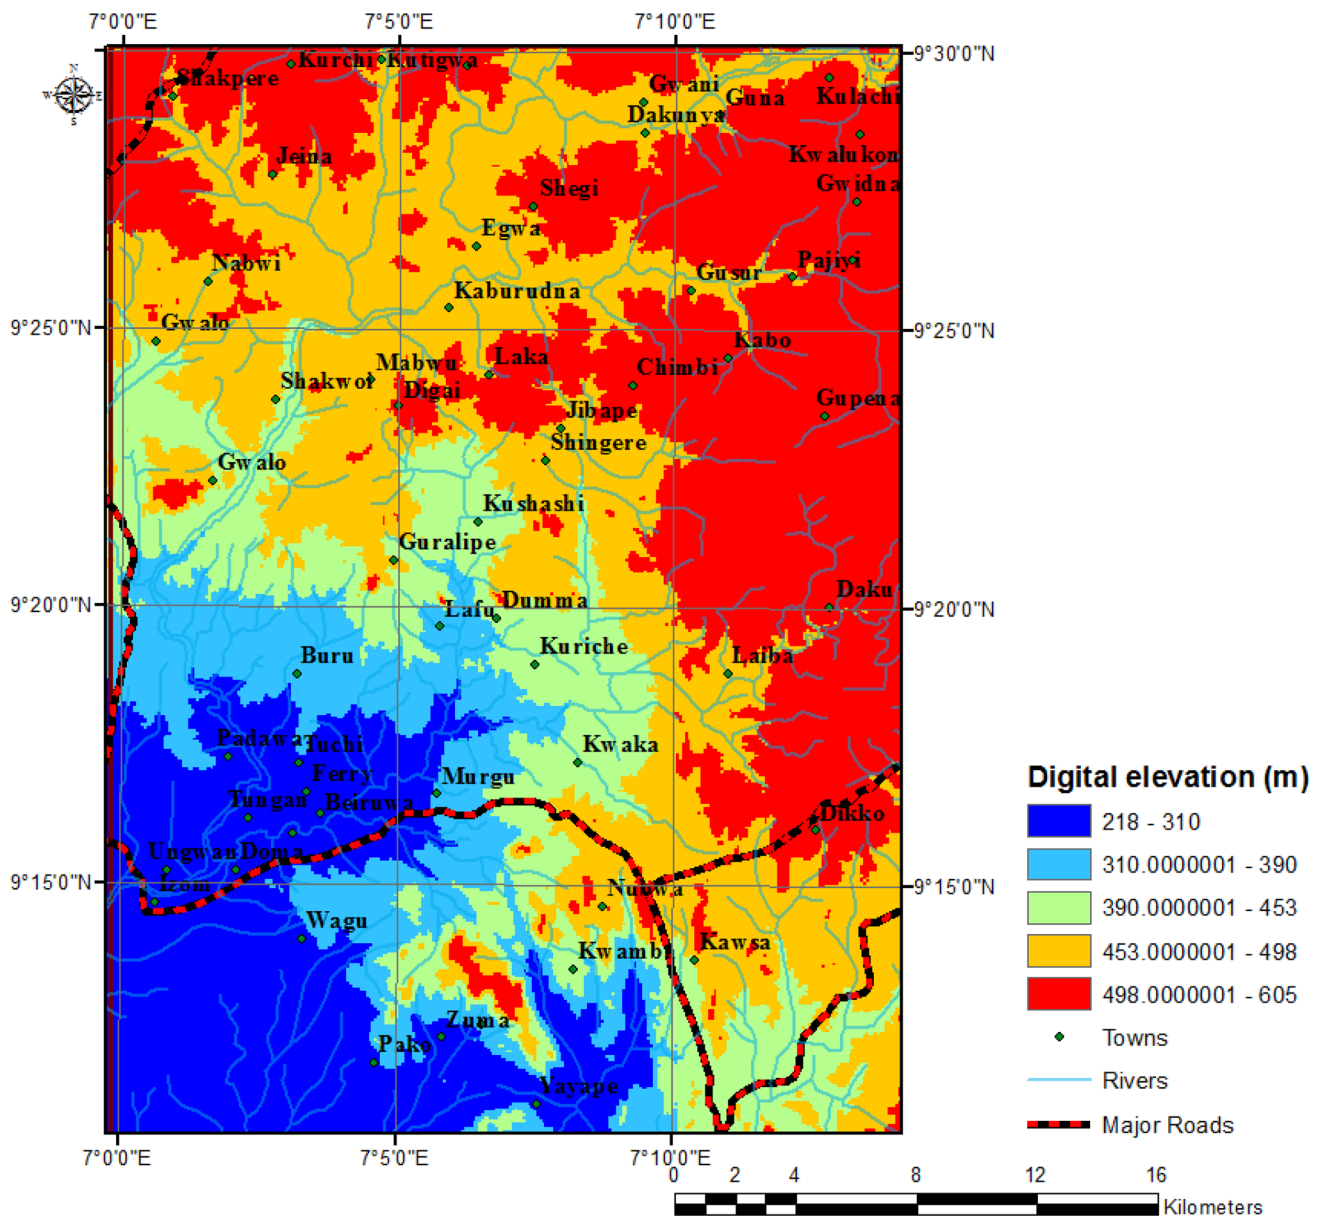 7°0'0"E 7°5'0"E 7°10'0"E
9°30'0"N
N
W E
S
Kurchi Kutigwa
Shakpere
Gwani
Guna
Kulachi
Dakunya
Jeina
Kwalukon
Shegi
Gwidna
Egwa
Nabwi
Gusur
Pajiyi
Kaburudna
Gwalo
9°25'0"N 9°25'0"N
Kabo
Mabwu
Laka
Chimbi
Shakwoi
Digai
Gupena
Jibape
Shingere
Gwalo
Kushashi
Guralipe
Daku
9°20'0"N 9°20'0"N
Lafu
Dumma
Kuriche
Buru
Laiba
Padawa
Tuchi
Kwaka
Ferry
Murgu
Tungan
Beiruwa
Dikko
UngwanDoma
Izom
9°15'0"N 9°15'0"N
Nubwa
Wagu
Kwamb
Kawsa
Zuma
Pako
Yayape
7°0'0"E 7°5'0"E 7°10'0"E
Digital elevation (m)
218 - 310
310.0000001 - 390
390.0000001 - 453
453.0000001 - 498
498.0000001 - 605
Towns
Rivers
Major Roads
0 2 4 8 12 16
Kilometers